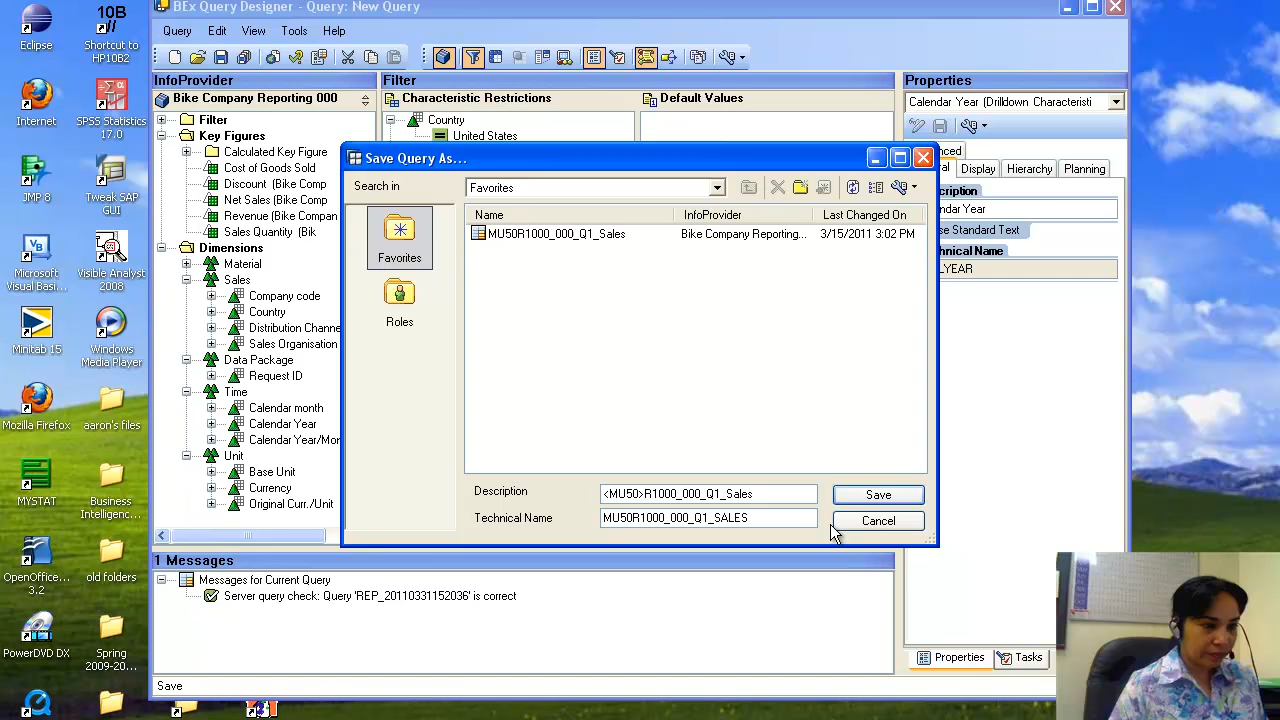 BEx Query Designer - Query: New Query
Query Edit View Tools Help
InfoProvider
Filter
Properties
Bike Company Reporting 000
Characteristic Restrictions
Default Values
Calendar Year (Drilldown Characteristi
Filter
Key Figures
Calculated Key Figure
Cost of Goods Sold
Discount (Bike Comp
Net Sales (Bike Comp
Revenue (Bike Compan
Sales Quantity (Bik
Dimensions
Material
Sales
Company code
Country
Distribution Channe
Sales Organisation
Data Package
Request ID
Time
Calendar month
Calendar Year
Calendar Year/Mor
Unit
Base Unit
Currency
Original Curr./Unit
Country
United States
Display
Hierarchy
Planning
Save Query As...
Search in
Favorites
Favorites
Roles
Name
InfoProvider
Last Changed On
MU50R1000_000_Q1_Sales
Bike Company Reporting...
3/15/2011 3:02 PM
Description
<MU50>R1000_000_Q1_Sales
Save
Technical Name
MU50R1000_000_Q1_SALES
Cancel
1 Messages
Messages for Current Query
Server query check: Query 'REP_20110331152036' is correct
Save
Properties
Tasks
Eclipse
10B
Shortcut to
HP10B2
Internet
SPSS Statistics
17.0
JMP 8
Tweak SAP
GUI
Microsoft
Visual Basi...
Visible Analyst
2008
Minitab 15
Windows
Media Player
Mozilla Firefox
aaron's files
MYSTAT
Business
Intelligenc...
OpenOffice...
3.2
old folders
PowerDVD DX
Spring
2009-20...